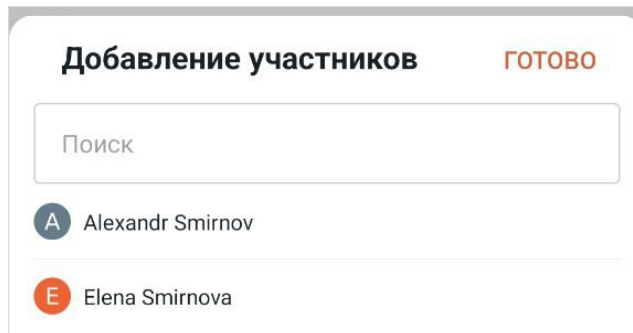 Добавление участников ГОТОВО
Поиск
A Alexandr Smirnov
E Elena Smirnova